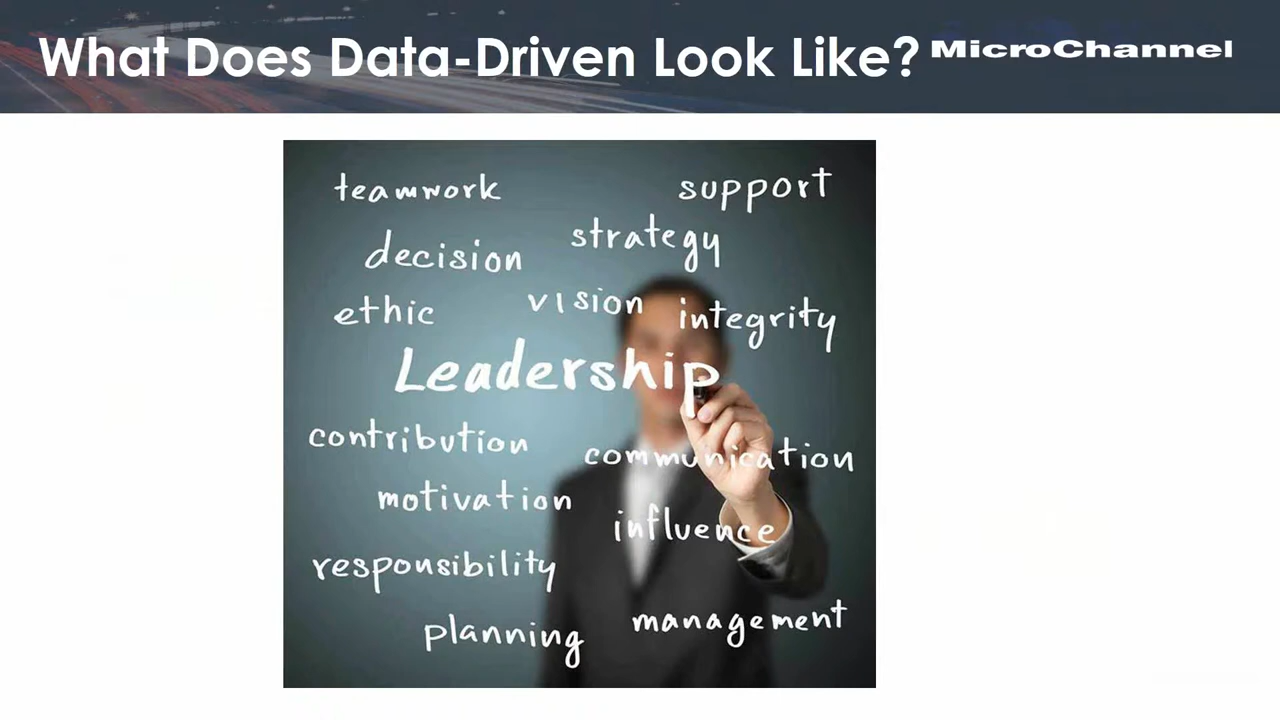 What Does Data-Driven Look Like?
MicroChannel
teamwork
support
strategy
decision
vision
ethic
integrity
Leadership
contribution
communication
motivation
influence
responsibility
management
planning